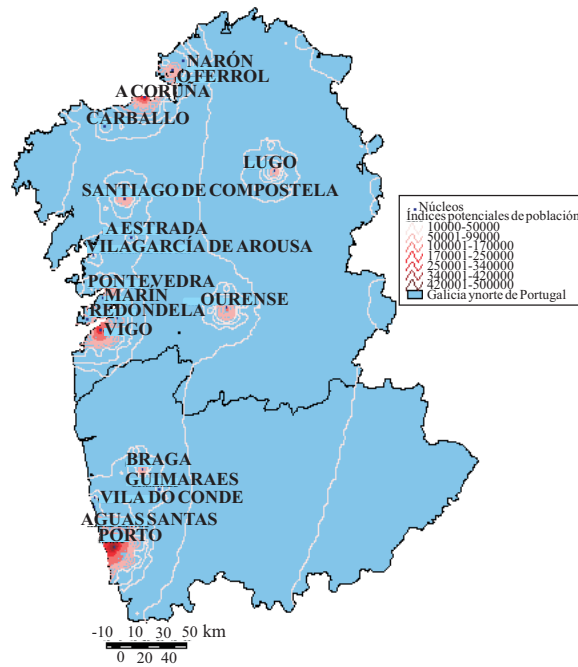 NARÓN
O FERROL
A CORUÑA
CARBALLO
LUGO
SANTIAGO DE COMPOSTELA
A ESTRADA
VILAGARCÍA DE AROUSA
PONTEVEDRA
MARÍN
OURENSE
REDONDELA
VIGO
BRAGA
GUIMARAES
VILA DO CONDE
AGUAS SANTAS
PORTO
Núcleos
Índices potenciales de población
10000-50000
50001-99000
100001-170000
170001-250000
250001-340000
341000-420000
420001-500000
Galicia y norte de Portugal
-10 10 30 50 km
0 20 40